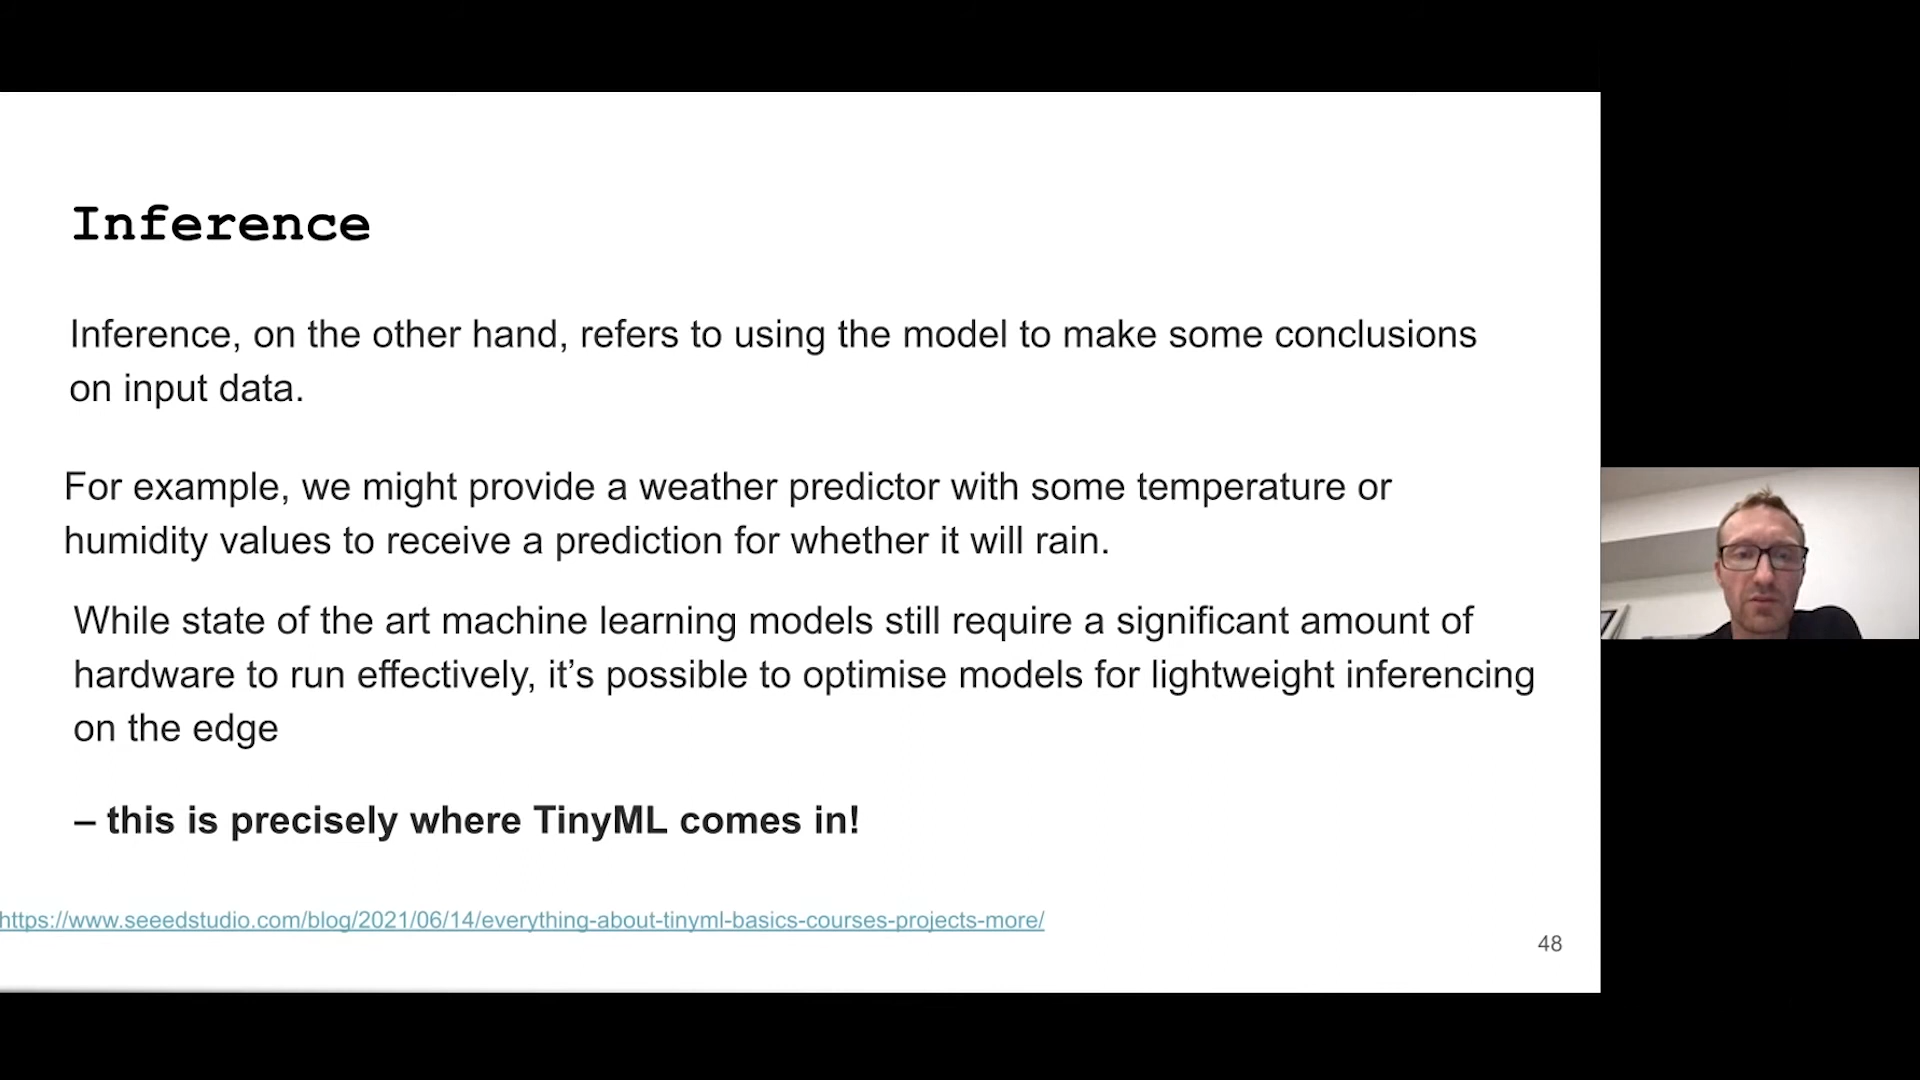 Inference
Inference, on the other hand, refers to using the model to make some conclusions
on input data.
For example, we might provide a weather predictor with some temperature or
humidity values to receive a prediction for whether it will rain.
While state of the art machine learning models still require a significant amount of
hardware to run effectively, it’s possible to optimise models for lightweight inferencing
on the edge
– this is precisely where TinyML comes in!
https://www.seeedstudio.com/blog/2021/06/14/everything-about-tinyml-basics-courses-projects-more/
48